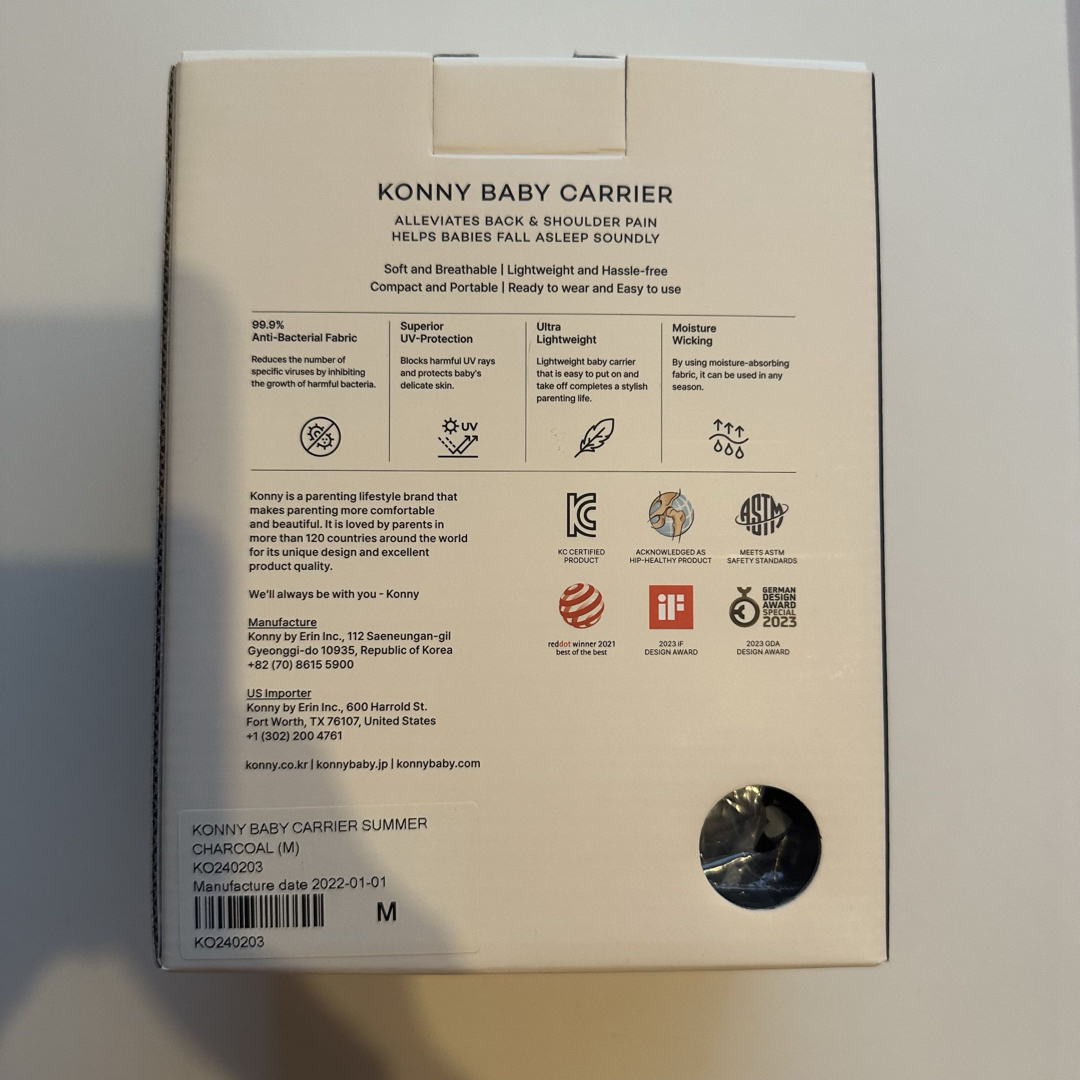 KONNY BABY CARRIER
ALLEVIATES BACK & SHOULDER PAIN
HELPS BABIES FALL ASLEEP SOUNDLY
Soft and Breathable | Lightweight and Hassle-free
Compact and Portable | Ready to wear and Easy to use
99.9%
Anti-Bacterial Fabric
Reduces the number of
specific viruses by inhibiting
the growth of harmful bacteria.
Superior
UV-Protection
Blocks harmful UV rays
and protects baby's
delicate skin.
UV
Ultra
Lightweight
Lightweight baby carrier
that is easy to put on and
take off completes a stylish
parenting life.
Moisture
Wicking
By using moisture-absorbing
fabric, it can be used in any
season.
Konny is a parenting lifestyle brand that
makes parenting more comfortable
and beautiful. It is loved by parents in
more than 120 countries around the world
for its unique design and excellent
product quality.
We'll always be with you - Konny
Manufacture
Konny by Erin Inc., 112 Saeneungan-gil
Gyeonggi-do 10935, Republic of Korea
+82 (70) 8615 5900
US Importer
Konny by Erin Inc., 600 Harrold St.
Fort Worth, TX 76107, United States
+1 (302) 200 4761
konny.co.kr | konnybaby.jp | konnybaby.com
KC
KC CERTIFIED
PRODUCT
ACKNOWLEDGED AS
HIP-HEALTHY PRODUCT
ASTM
MEETS ASTM
SAFETY STANDARDS
reddot winner 2021
best of the best
iF
2023 iF
DESIGN AWARD
GERMAN
DESIGN
AWARD
SPECIAL
2023
2023 GDA
DESIGN AWARD
KONNY BABY CARRIER SUMMER
CHARCOAL (M)
KO240203
Manufacture date 2022-01-01
M
KO240203